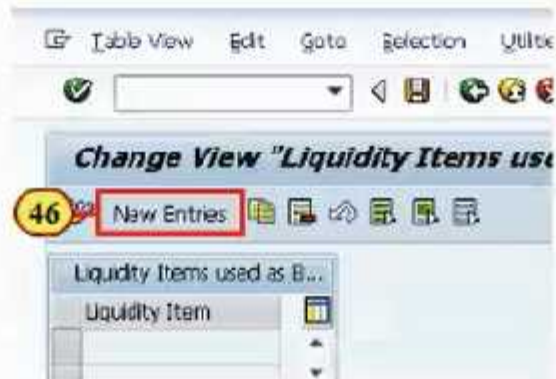 Table View Edit Goto Selection Utilitie
Change View "Liquidity Items use
46 New Entries
Liquidity Items used as B...
Liquidity Item